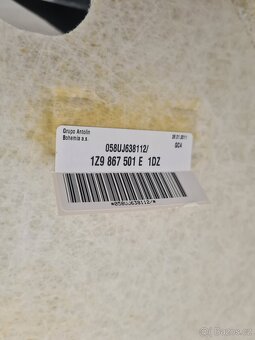 Grupo Antolin
Bohemia a.s.
058UJ638112/
1Z9 867 501 E 1DZ
*058UJ638112/*